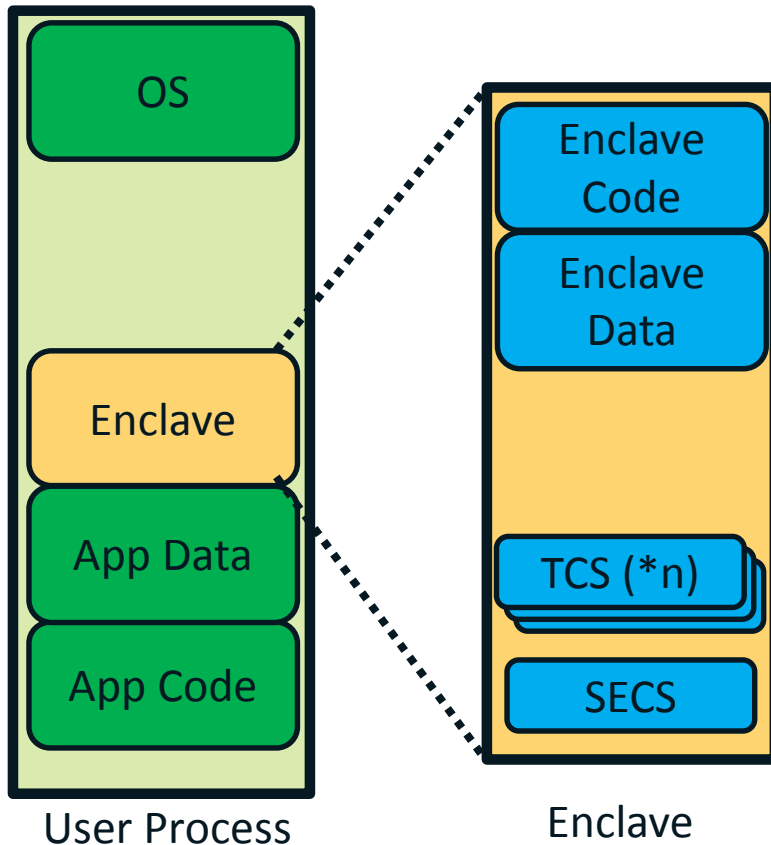 OS
Enclave
App Data
App Code
User Process
Enclave
Code
Enclave
Data
TCS (*n)
SECS
Enclave